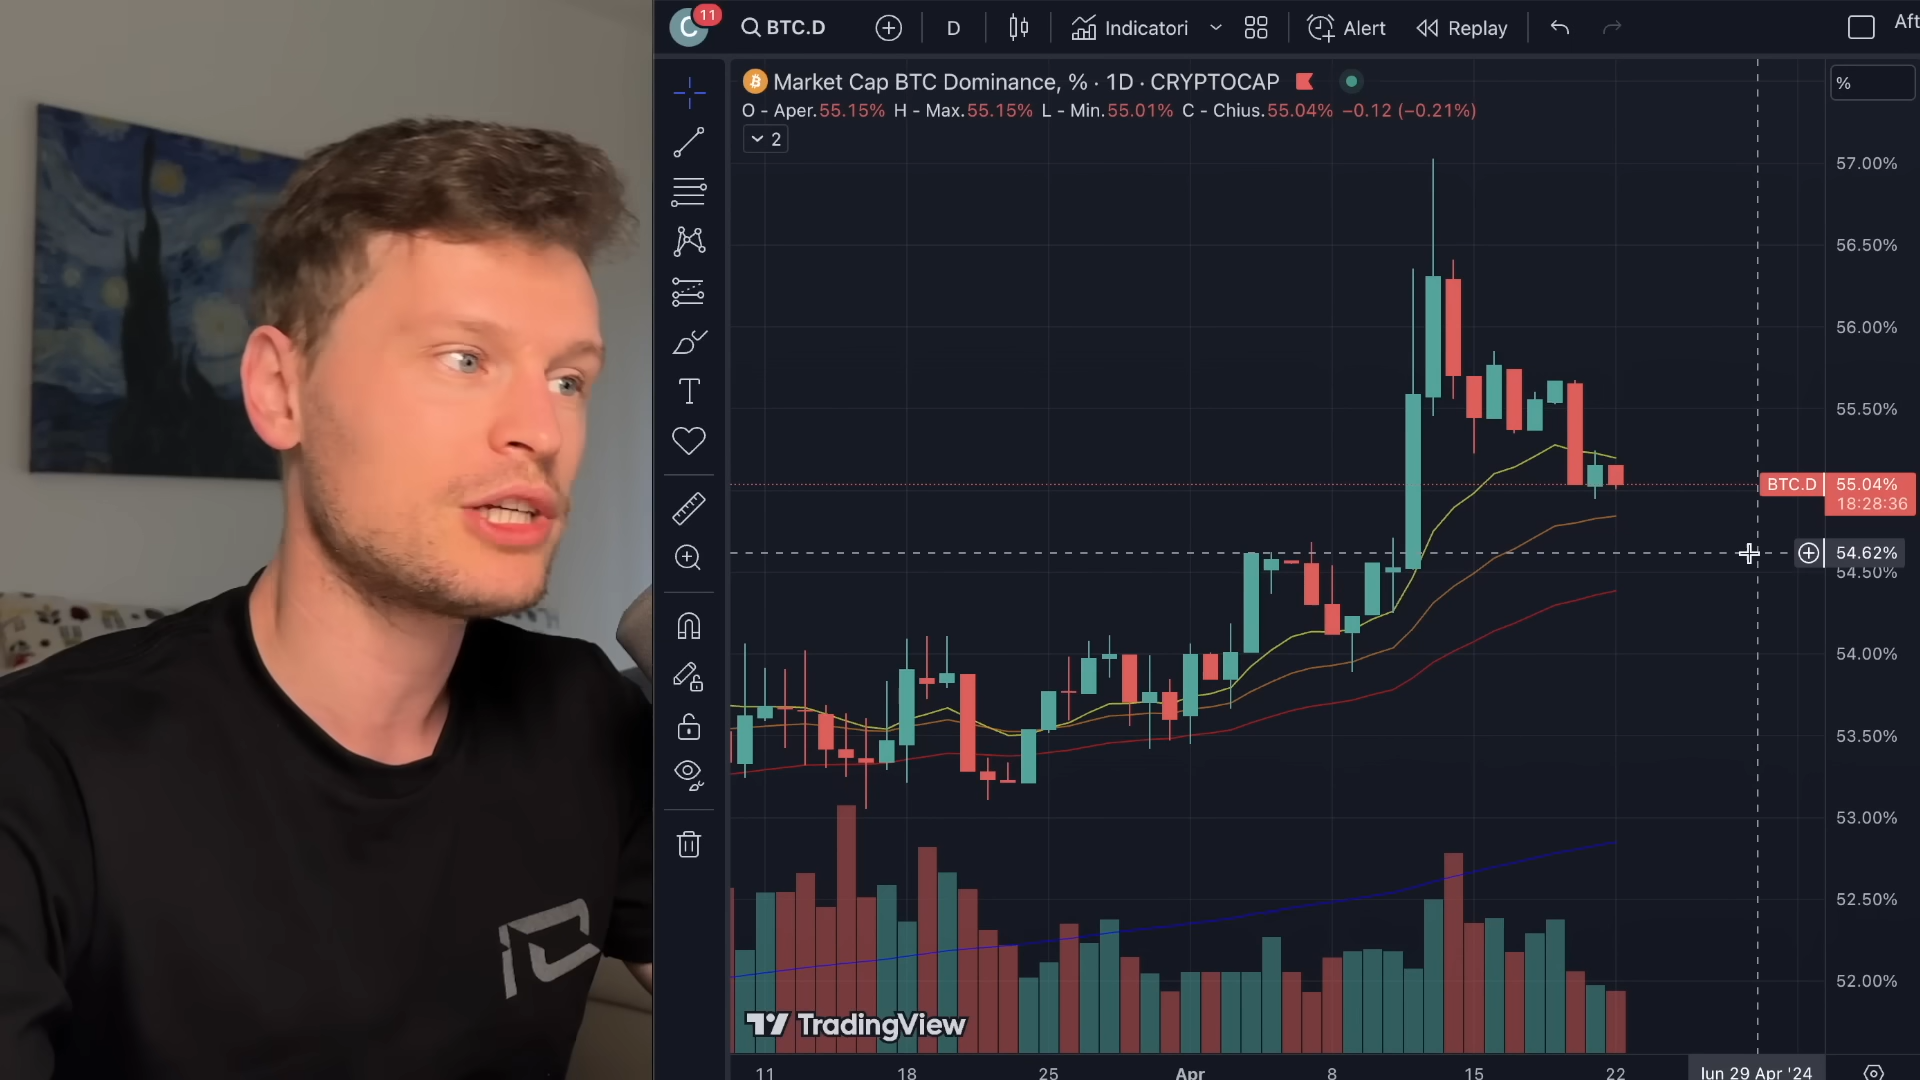 C 11 BTC.D D Indicatori Alert Replay Aft
Market Cap BTC Dominance, % · 1D · CRYPTOCAP
%
O - Aper.55.15% H - Max.55.15% L - Min.55.01% C - Chius.55.04% −0.12 (−0.21%)
2
57.00%
56.50%
56.00%
55.50%
BTC.D 55.04%
18:28:36
54.62%
54.50%
54.00%
53.50%
53.00%
52.50%
52.00%
TradingView
11 18 25 Apr 8 15 22 lun 29 Apr '24